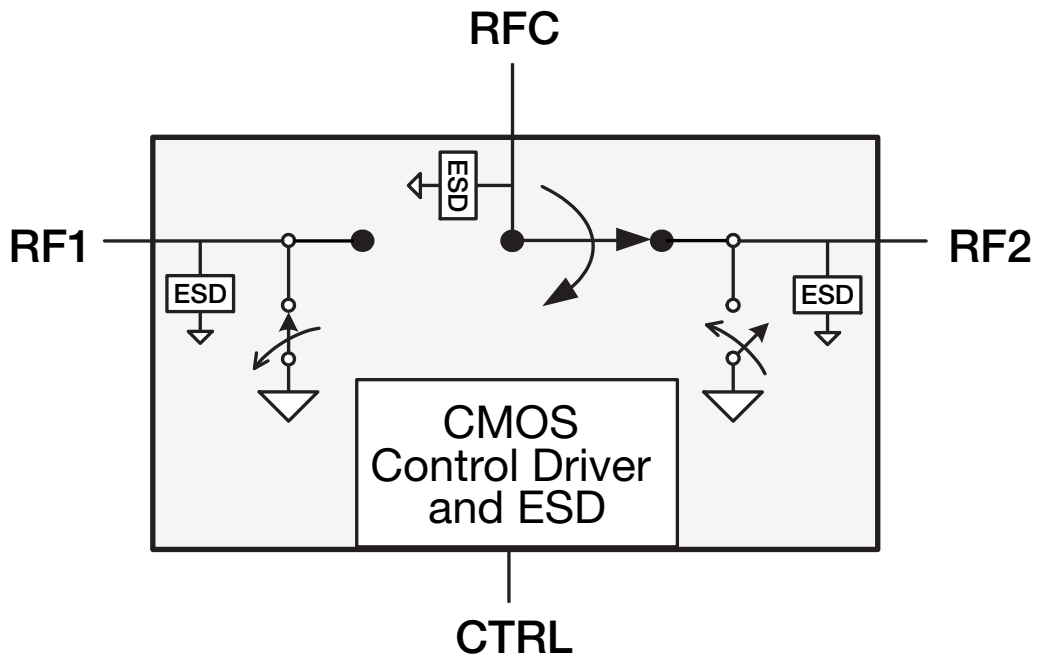 RFC
ESD
RF1
RF2
ESD
ESD
CMOS
Control Driver
and ESD
CTRL